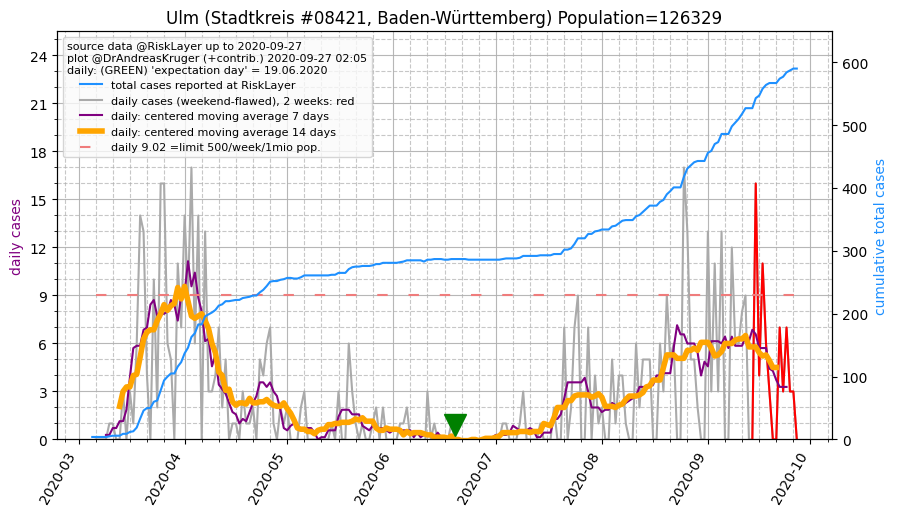 Ulm (Stadtkreis #08421, Baden-Württemberg) Population=126329
source data @RiskLayer up to 2020-09-27
plot @DrAndreasKruger (+contrib.) 2020-09-27 02:05
daily: (GREEN) 'expectation day' = 19.06.2020
total cases reported at RiskLayer
daily cases (weekend-flawed), 2 weeks: red
daily: centered moving average 7 days
daily: centered moving average 14 days
daily 9.02 =limit 500/week/1mio pop.
daily cases
24
21
18
15
12
9
6
3
0
cumulative total cases
600
500
400
300
200
100
0
2020-03
2020-04
2020-05
2020-06
2020-07
2020-08
2020-09
2020-10